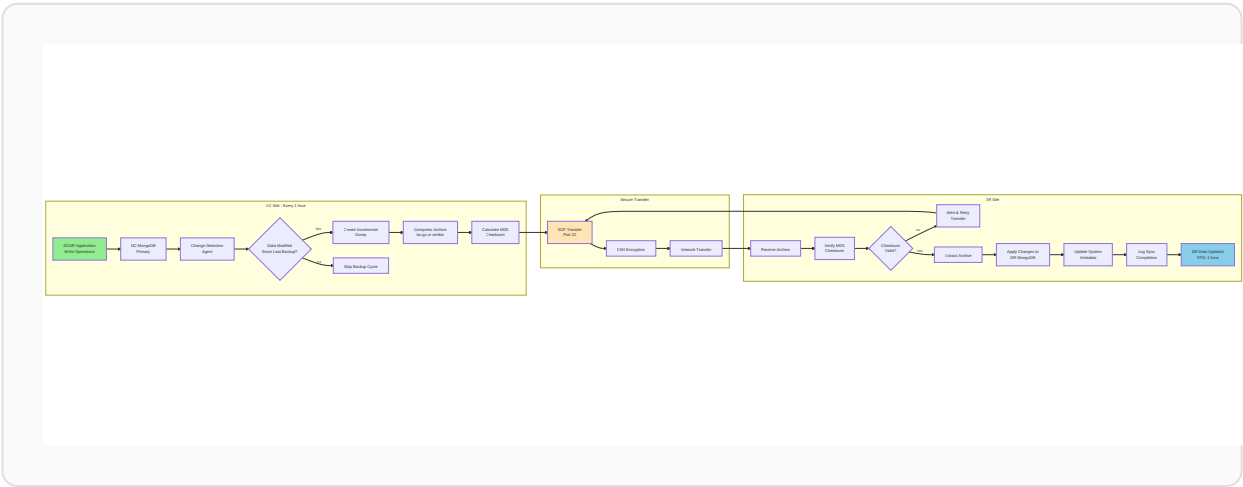 DC Site - Every 1 hour
Application
Write Operations
DC MongoDB
Primary
Change Detection
Agent
Data Modified
Since Last Backup?
Yes
No
Create Incremental
Dump
Skip Backup Cycle
Compress Archive
tar.gz or similar
Calculate MD5
Checksum
Secure Transfer
SCP Transfer
Port 22
SSH Encryption
Network Transfer
DR Site
Receive Archive
Verify MD5
Checksum
Checksum
Valid?
No
Yes
Alert & Retry
Transfer
Extract Archive
Apply Changes to
DR MongoDB
Update System
Metadata
Log Sync
Completion
DR Data Updated
RPO: 1 hour